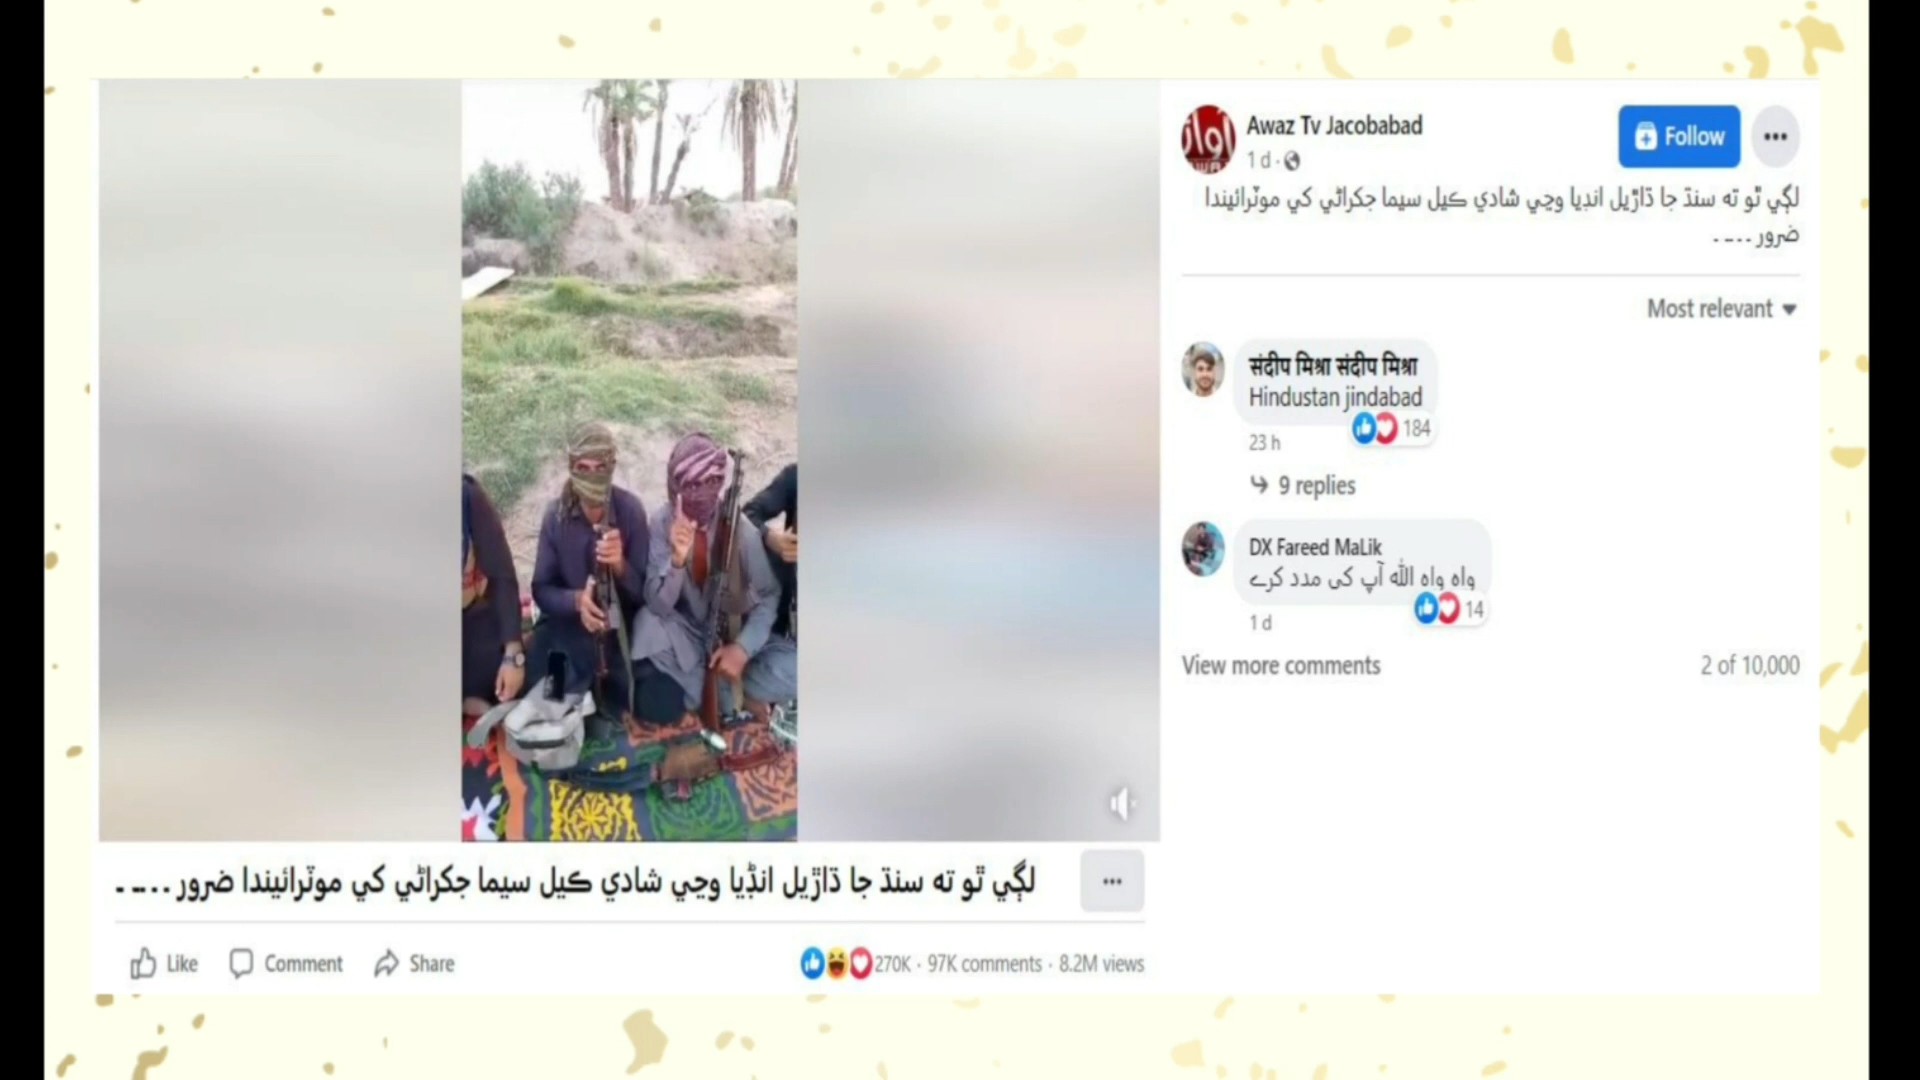 Awaz Tv Jacobabad
1 d ·
Follow
لڳي ٿو ته سنڌ جا ڌاڙيل انڊيا وڃي شادي ڪيل سيما جکراڻي کي موٽرائيندا
ضرور ۔۔۔۔ ۔
Most relevant
संदीप मिश्रा संदीप मिश्रा
Hindustan jindabad
184
23 h
9 replies
DX Fareed MaLik
واہ واہ اللہ آپ کی مدد کرے
14
1 d
View more comments
2 of 10,000
لڳي ٿو ته سنڌ جا ڌاڙيل انڊيا وڃي شادي ڪيل سيما جکراڻي کي موٽرائيندا ضرور ۔۔۔۔ ۔
Like
Comment
Share
270K · 97K comments · 8.2M views